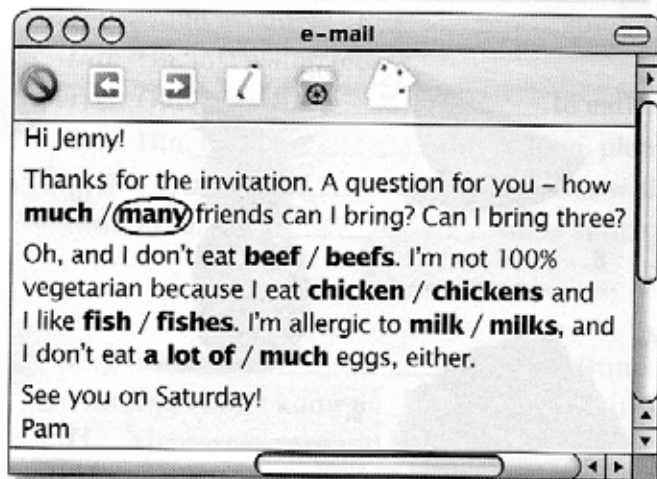 e-mail
Hi Jenny!
Thanks for the invitation. A question for you – how
much / many friends can I bring? Can I bring three?
Oh, and I don't eat beef / beefs. I'm not 100%
vegetarian because I eat chicken / chickens and
I like fish / fishes. I'm allergic to milk / milks, and
I don't eat a lot of / much eggs, either.
See you on Saturday!
Pam